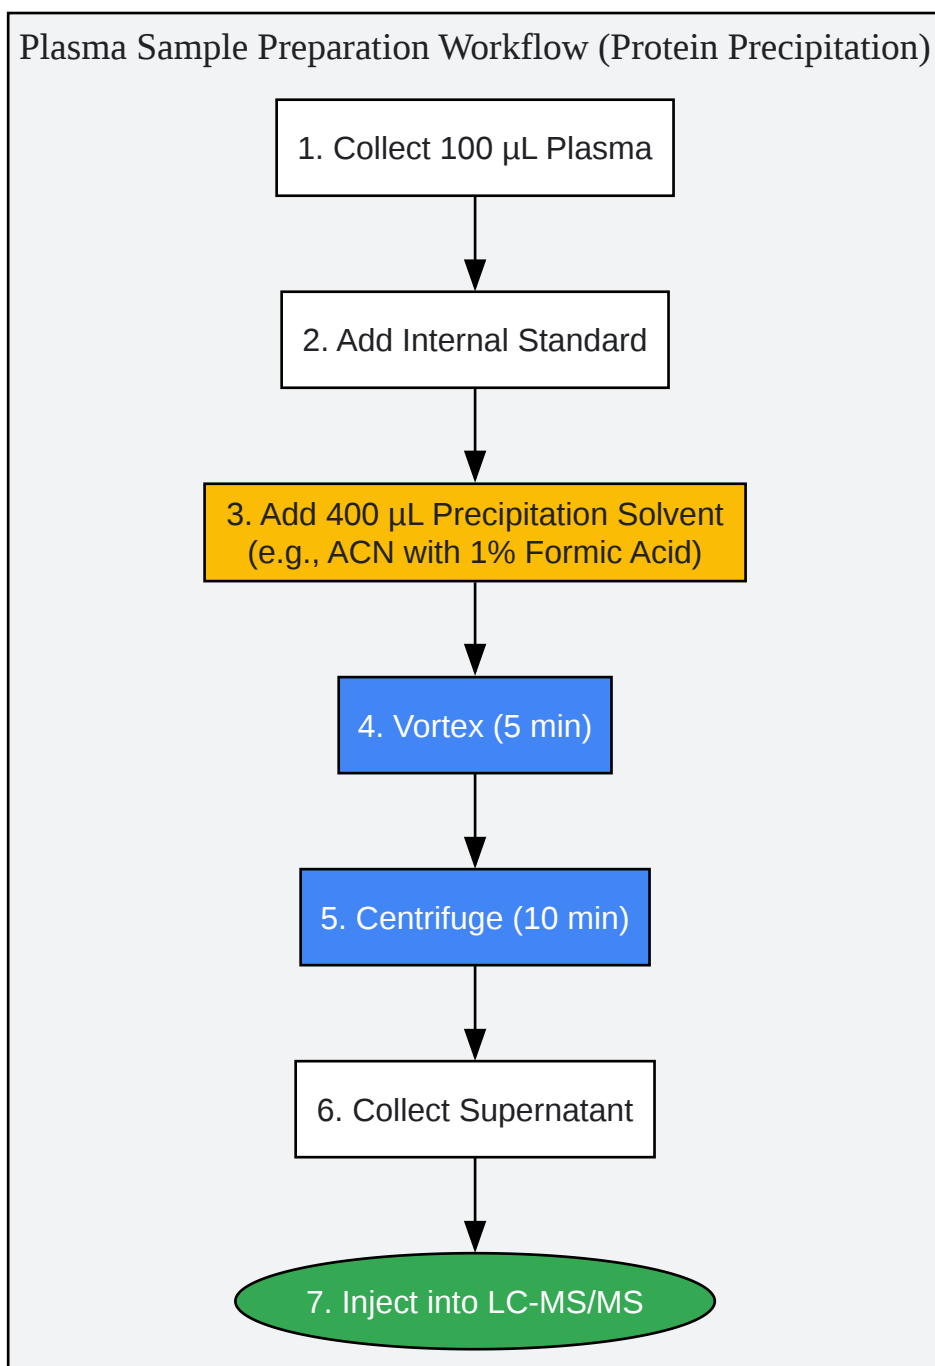 Plasma Sample Preparation Workflow (Protein Precipitation)
1. Collect 100 µL Plasma
2. Add Internal Standard
3. Add 400 µL Precipitation Solvent
(e.g., ACN with 1% Formic Acid)
4. Vortex (5 min)
5. Centrifuge (10 min)
6. Collect Supernatant
7. Inject into LC-MS/MS